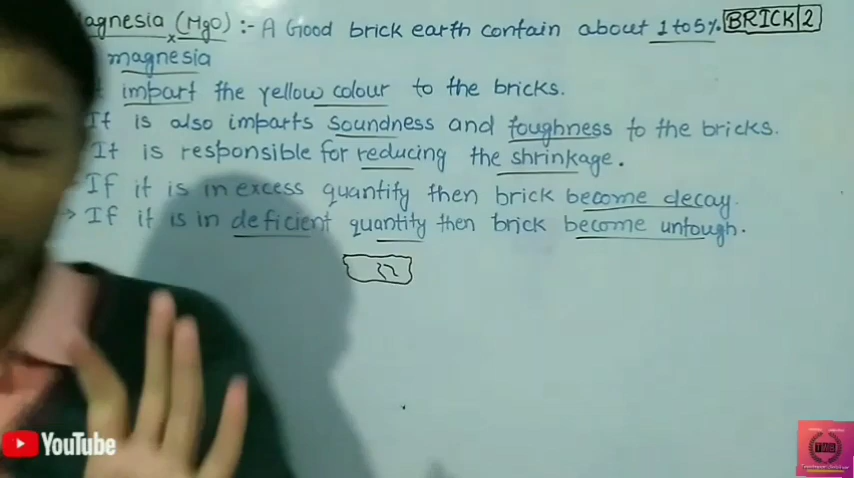 agnesia (MgO) :- A Good brick earth contain about 1 to 5%. BRICK 2
magnesia
impart the yellow colour to the bricks.
It is also imparts soundness and toughness to the bricks.
It is responsible for reducing the shrinkage.
If it is in excess quantity then brick become decay.
→ If it is in deficient quantity then brick become untough.
YouTube